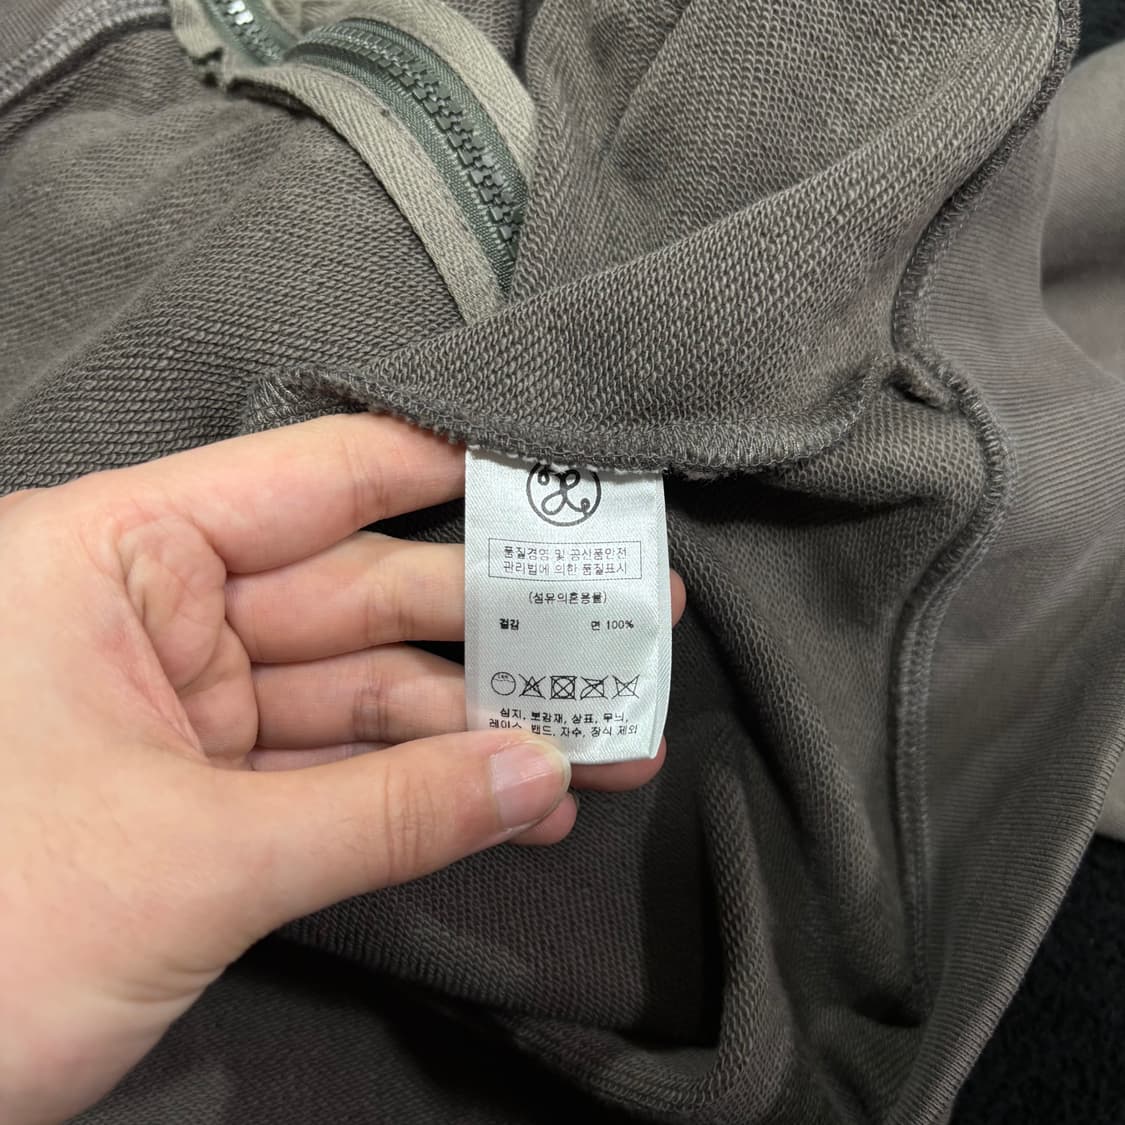 품질경영 및 공산품안전
관리법에 의한 품질표시
(섬유의혼용률)
겉감 면 100%
심지, 보강재, 상표, 무늬,
레이스, 밴드, 자수, 장식 제외